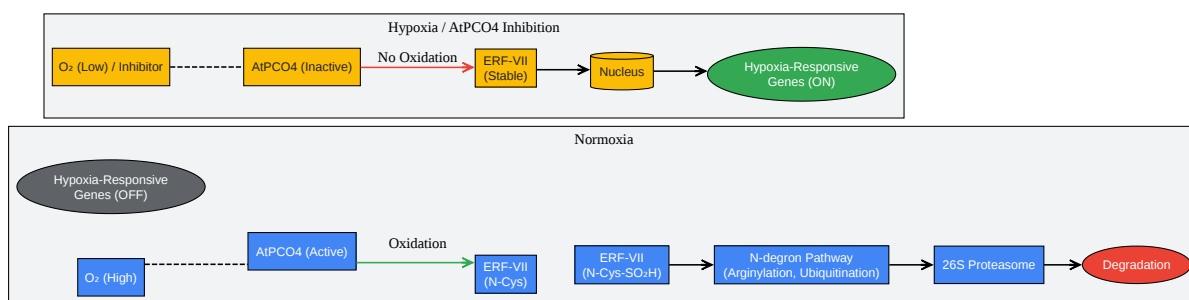 Hypoxia / AtPCO4 Inhibition
O₂ (Low) / Inhibitor
AtPCO4 (Inactive)
No Oxidation
ERF-VII
(Stable)
Nucleus
Hypoxia-Responsive
Genes (ON)
Normoxia
Hypoxia-Responsive
Genes (OFF)
O₂ (High)
AtPCO4 (Active)
Oxidation
ERF-VII
(N-Cys)
ERF-VII
(N-Cys-SO₂H)
N-degron Pathway
(Arginylation, Ubiquitination)
26S Proteasome
Degradation